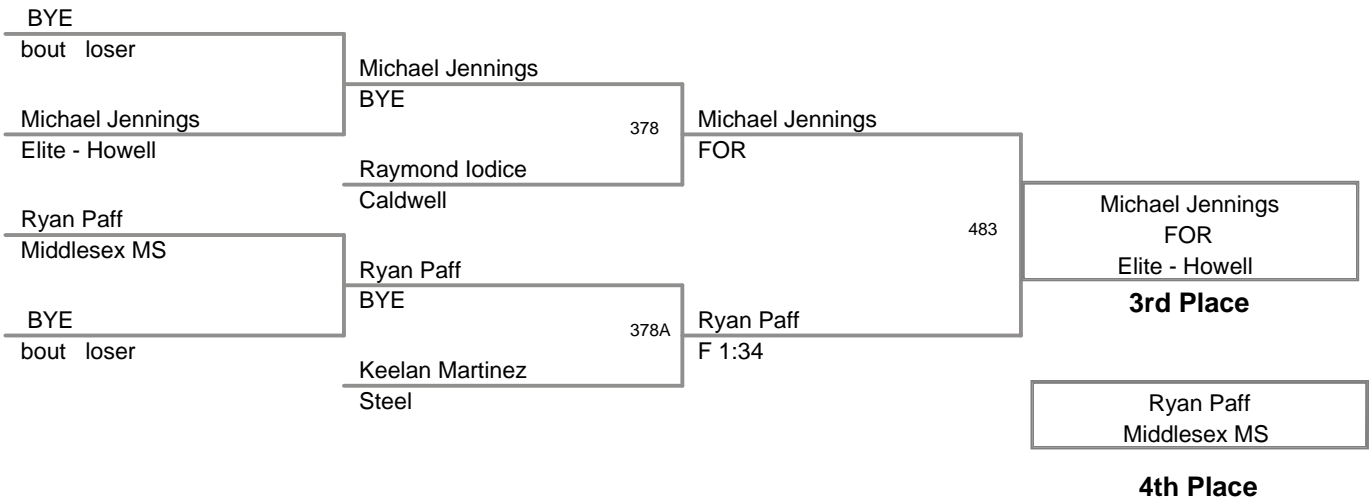 BYE
bout loser
Michael Jennings
Elite - Howell
Ryan Paff
Middlesex MS
BYE
bout loser
Michael Jennings
BYE
378
Raymond Iodice
Caldwell
Ryan Paff
BYE
378A
Keelan Martinez
Steel
Michael Jennings
FOR
483
Ryan Paff
F 1:34
Michael Jennings
FOR
Elite - Howell
3rd Place
Ryan Paff
Middlesex MS
4th Place